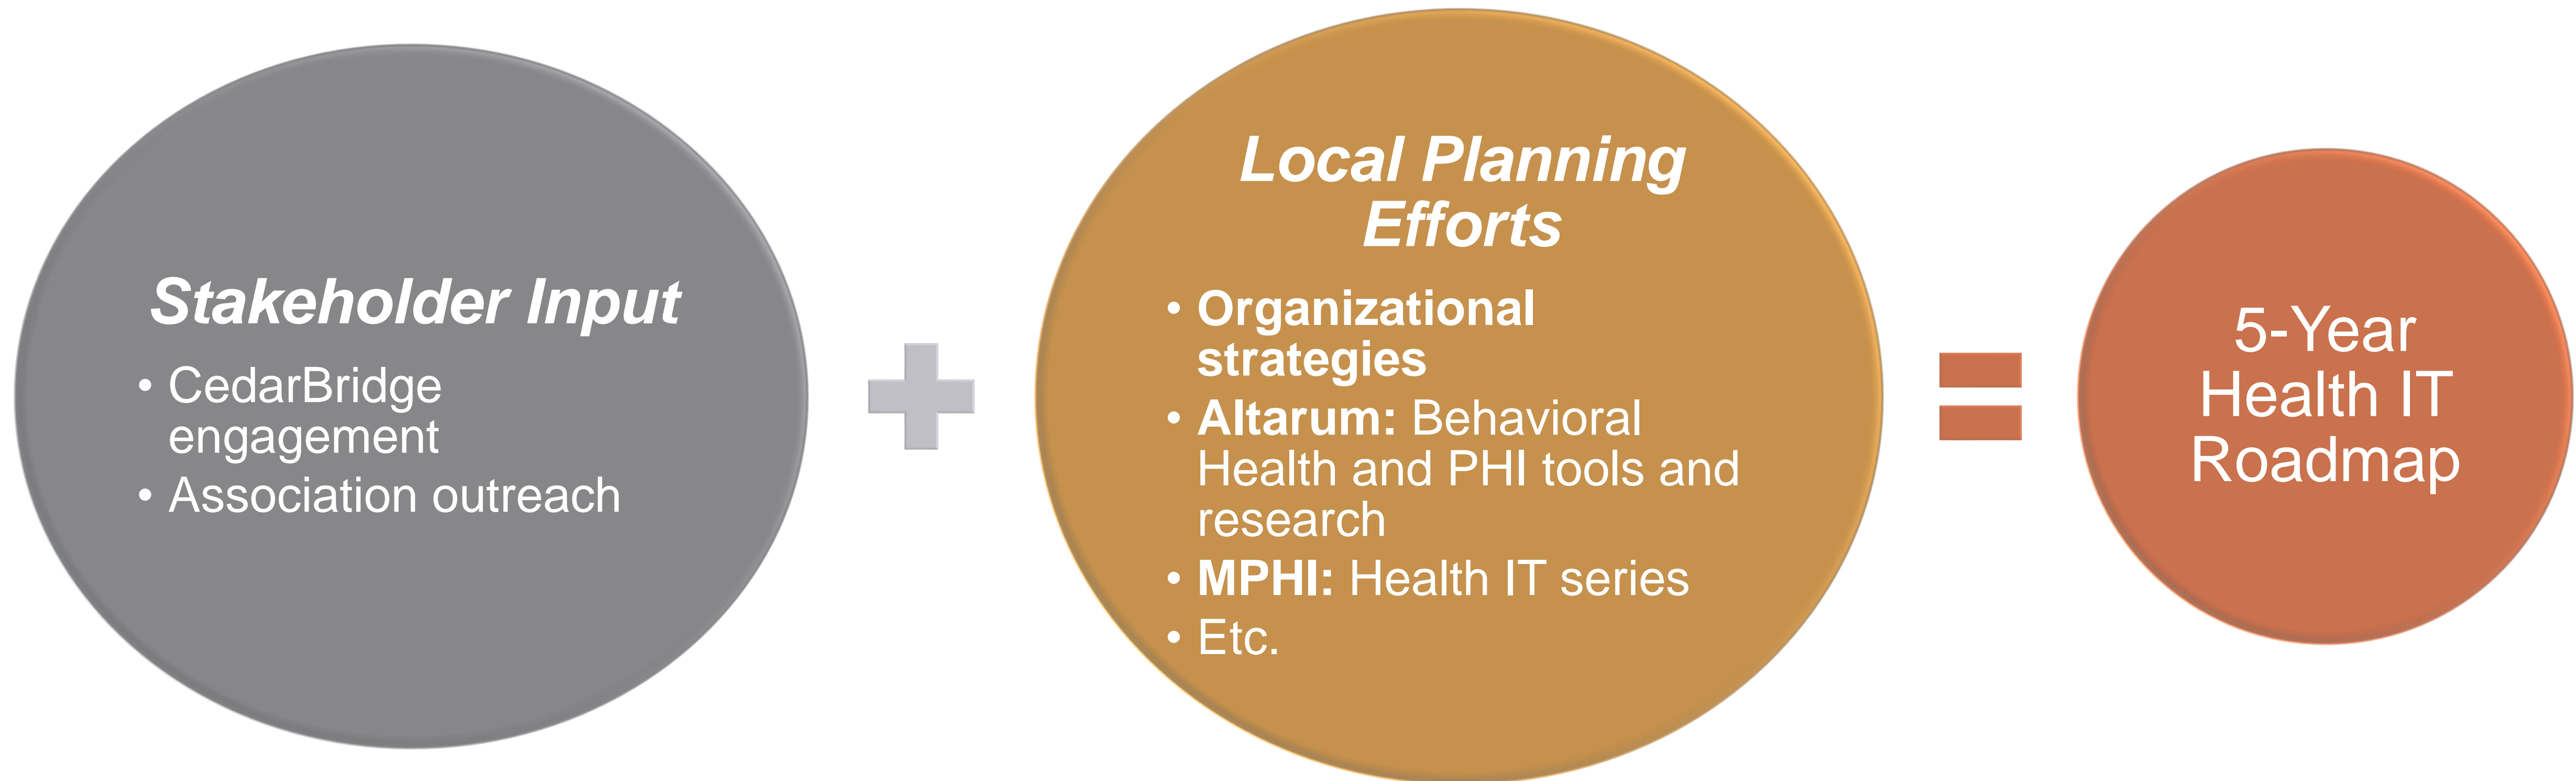 Stakeholder Input
• CedarBridge
engagement
• Association outreach
Local Planning
Efforts
• Organizational
strategies
• Altarum: Behavioral
Health and PHI tools and
research
• MPHI: Health IT series
• Etc.
5-Year
Health IT
Roadmap